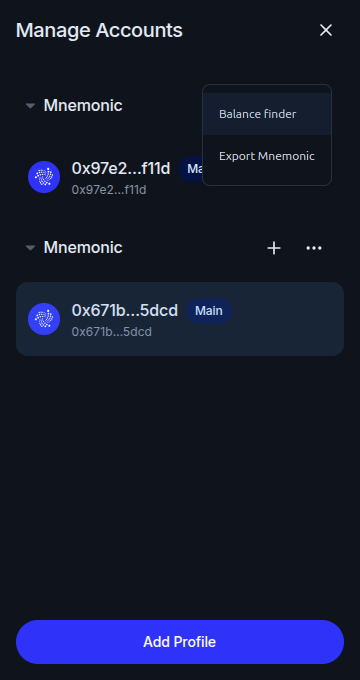 Manage Accounts
Mnemonic
Balance finder
Export Mnemonic
0x97e2...f11d
0x97e2...f11d
Mnemonic
0x671b...5dcd Main
0x671b...5dcd
Add Profile